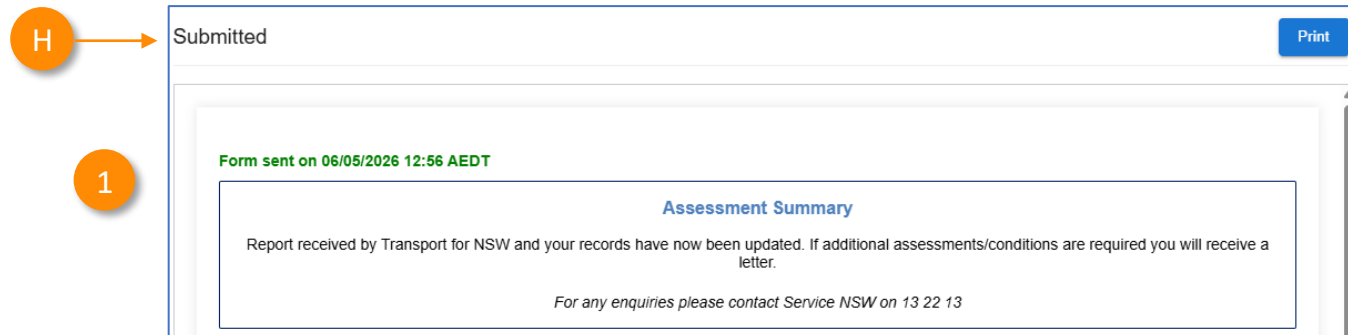 H
Submitted
Print
1
Form sent on 06/05/2026 12:56 AEDT
Assessment Summary
Report received by Transport for NSW and your records have now been updated. If additional assessments/conditions are required you will receive a
letter.
For any enquiries please contact Service NSW on 13 22 13